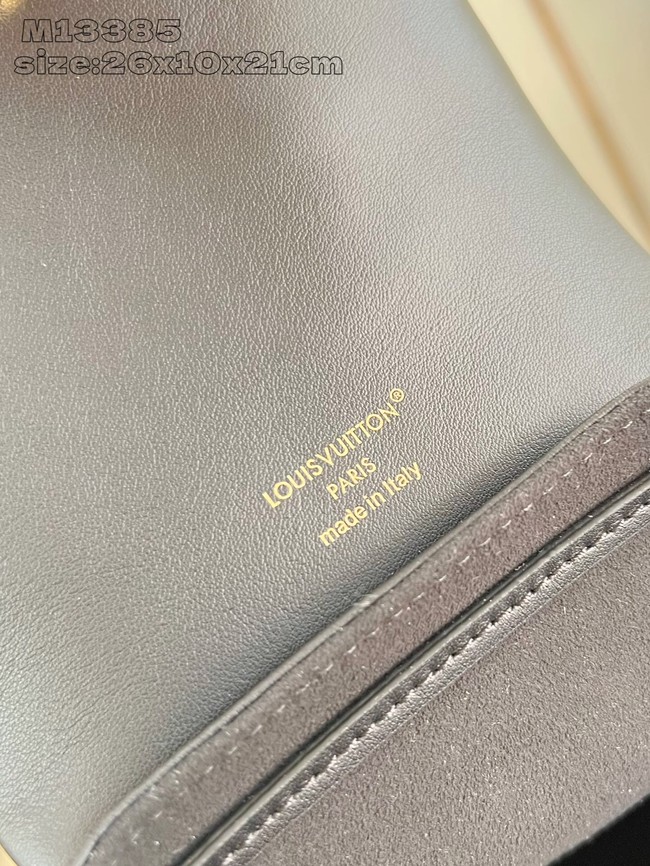 M13385
size:26x10x21cm
LOUIS VUITTON®
PARIS
made in Italy